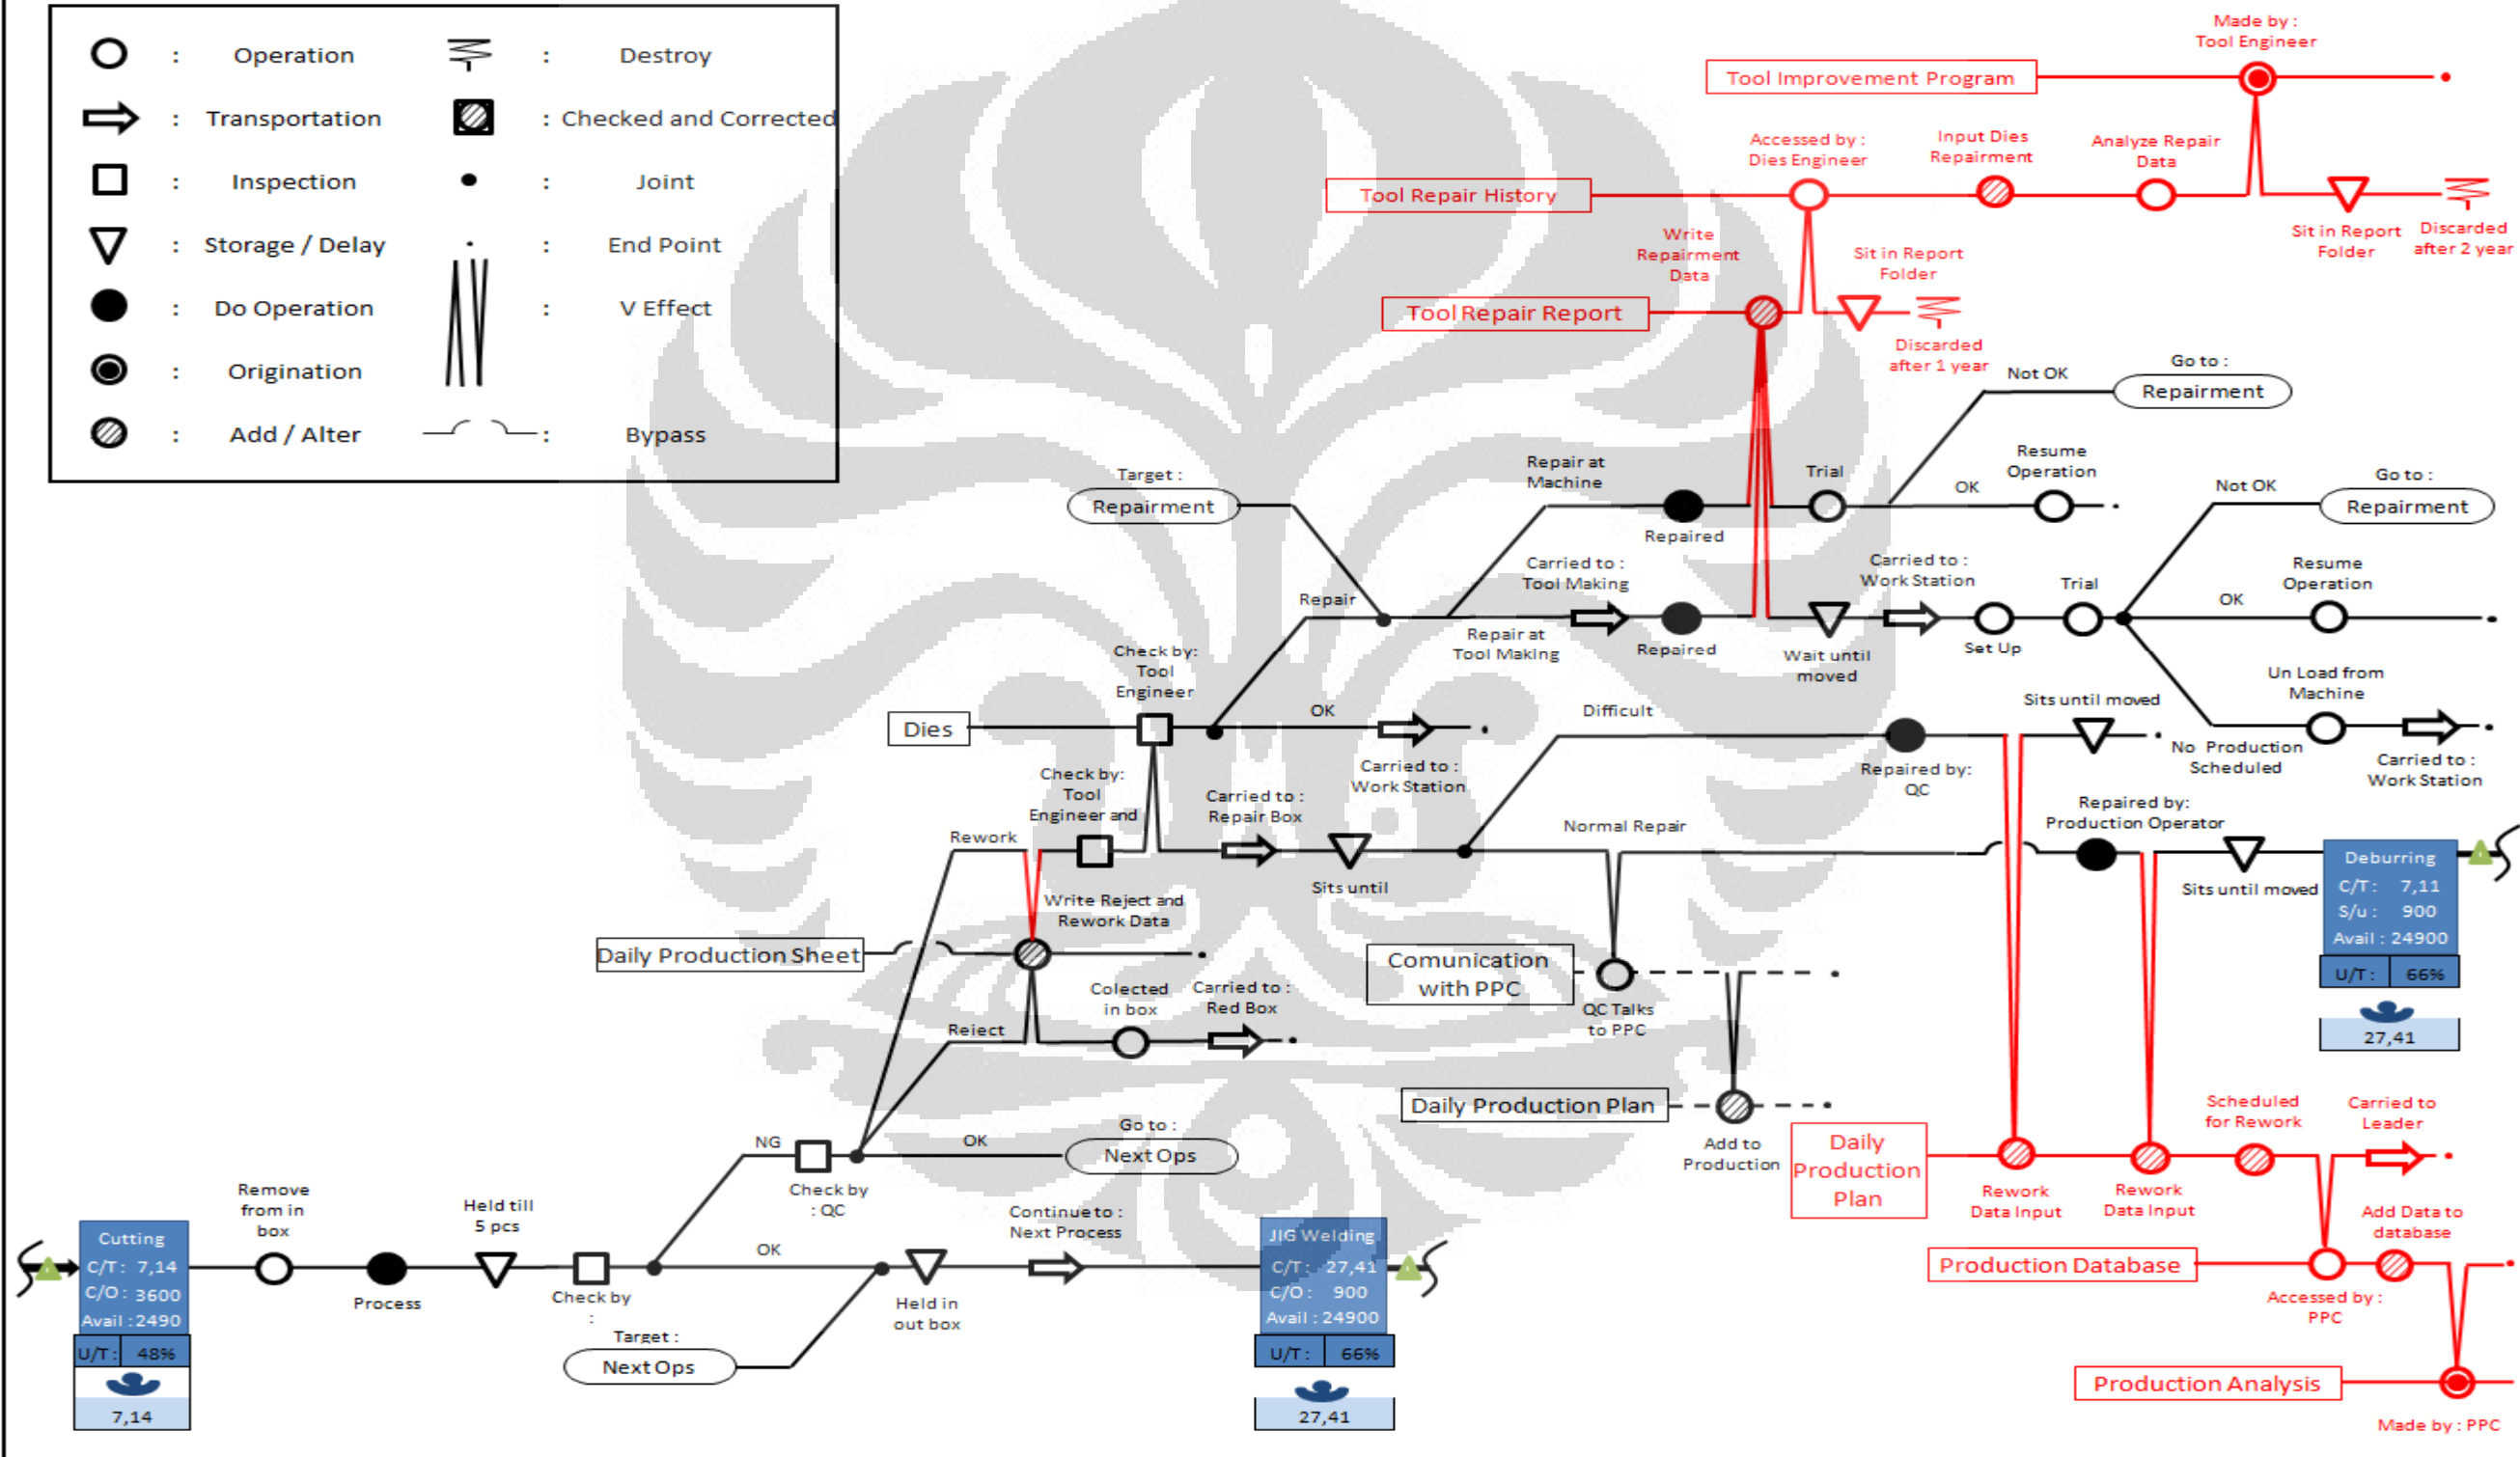 Operation
:
Transportation
:
Inspection
:
Storage / Delay
:
Do Operation
:
Origination
:
Add / Alter
:
Destroy
:
Checked and Corrected
:
Joint
:
End Point
:
V Effect
:
Bypass
:
Made by :
Tool Engineer
Tool Improvement Program
Accessed by :
Dies Engineer
Input Dies
Repairment
Analyze Repair
Data
Tool Repair History
Sit in Report
Folder
Discarded
after 2 year
Write
Repairment
Data
Sit in Report
Folder
Tool Repair Report
Discarded
after 1 year
Not OK
Go to :
Repairment
Target :
Repairment
Repair at
Machine
Repaired
Trial
OK
Resume
Operation
Not OK
Go to :
Repairment
Repair
Carried to :
Tool Making
Repair at
Tool Making
Repaired
Wait until
moved
Carried to :
Work Station
Set Up
Trial
OK
Resume
Operation
Un Load from
Machine
No Production
Scheduled
Carried to :
Work Station
Check by:
Tool
Engineer
Dies
OK
Carried to :
Work Station
Difficult
Repaired by:
QC
Sits until moved
Check by:
Tool
Engineer and
Rework
Carried to :
Repair Box
Sits until
Normal Repair
Repaired by:
Production Operator
Sits until moved
Deburring
C/T : 7,11
S/u : 900
Avail : 24900
U/T : 66%
27,41
Write Reject and
Rework Data
Daily Production Sheet
Comunication
with PPC
QC Talks
to PPC
Reject
Colected
in box
Carried to :
Red Box
Daily Production Plan
Add to
Production
Daily
Production
Plan
Rework
Data Input
Rework
Data Input
Scheduled
for Rework
Carried to
Leader
NG
Check by
: QC
OK
Go to :
Next Ops
Production Database
Accessed by :
PPC
Add Data to
database
Production Analysis
Made by : PPC
Cutting
C/T : 7,14
C/O : 3600
Avail : 2490
U/T : 48%
7,14
Remove
from in
box
Process
Held till
5 pcs
Check by
:
OK
Target :
Next Ops
Held in
out box
Continue to :
Next Process
JIG Welding
C/T : 27,41
C/O : 900
Avail : 24900
U/T : 66%
27,41